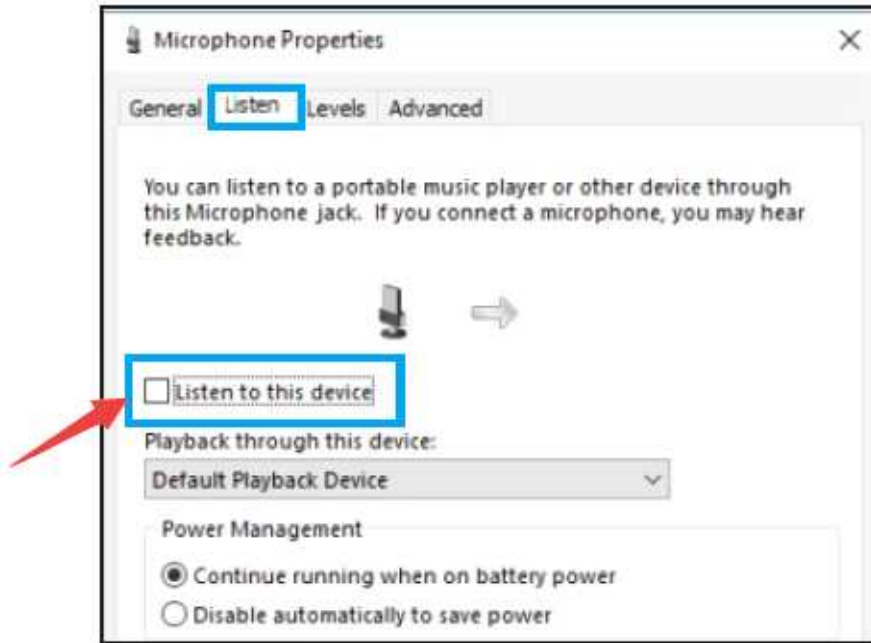 Microphone Properties
General Listen Levels Advanced
You can listen to a portable music player or other device through
this Microphone jack. If you connect a microphone, you may hear
feedback.
Listen to this device
Playback through this device:
Default Playback Device
Power Management
Continue running when on battery power
Disable automatically to save power